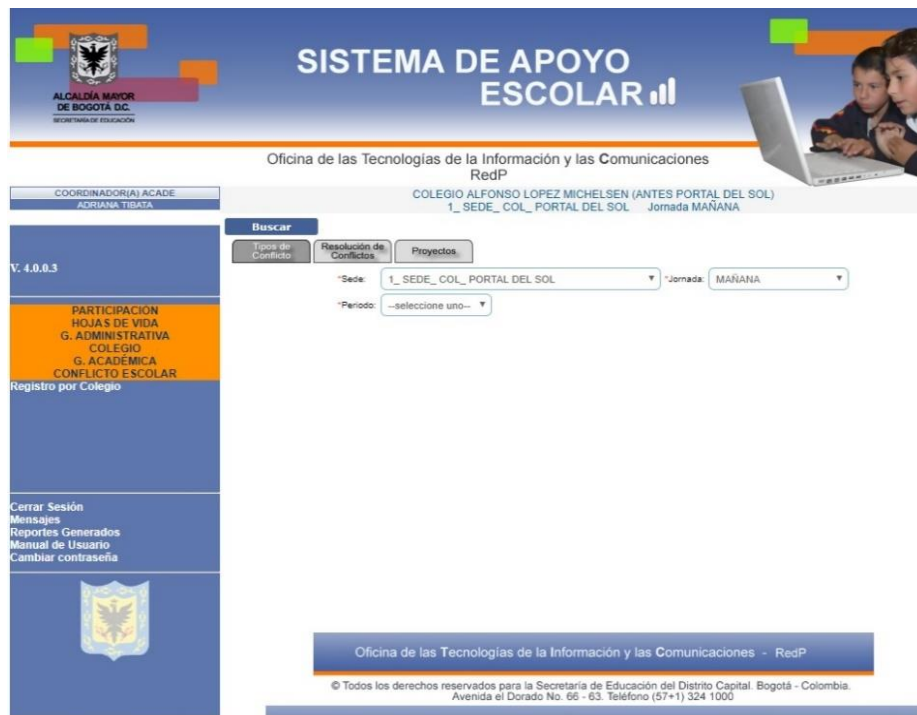 ALCALDÍA MAYOR
DE BOGOTÁ D.C.
SECRETARÍA DE EDUCACIÓN
SISTEMA DE APOYO
ESCOLAR
Oficina de las Tecnologías de la Información y las Comunicaciones
RedP
COORDINADOR(A) ACADE
ADRIANA TIBATA
COLEGIO ALFONSO LOPEZ MICHELSEN (ANTES PORTAL DEL SOL)
1_ SEDE_ COL_ PORTAL DEL SOL Jornada MAÑANA
Buscar
Tipos de
Conflicto
Resolución de
Conflictos
Proyectos
V. 4.0.0.3
*Sede: 1_ SEDE_ COL_ PORTAL DEL SOL *Jornada: MAÑANA
*Periodo: --seleccione uno--
PARTICIPACIÓN
HOJAS DE VIDA
G. ADMINISTRATIVA
COLEGIO
G. ACADÉMICA
CONFLICTO ESCOLAR
Registro por Colegio
Cerrar Sesión
Mensajes
Reportes Generados
Manual de Usuario
Cambiar contraseña
Oficina de las Tecnologías de la Información y las Comunicaciones - RedP
© Todos los derechos reservados para la Secretaría de Educación del Distrito Capital. Bogotá - Colombia.
Avenida el Dorado No. 66 - 63. Teléfono (57+1) 324 1000